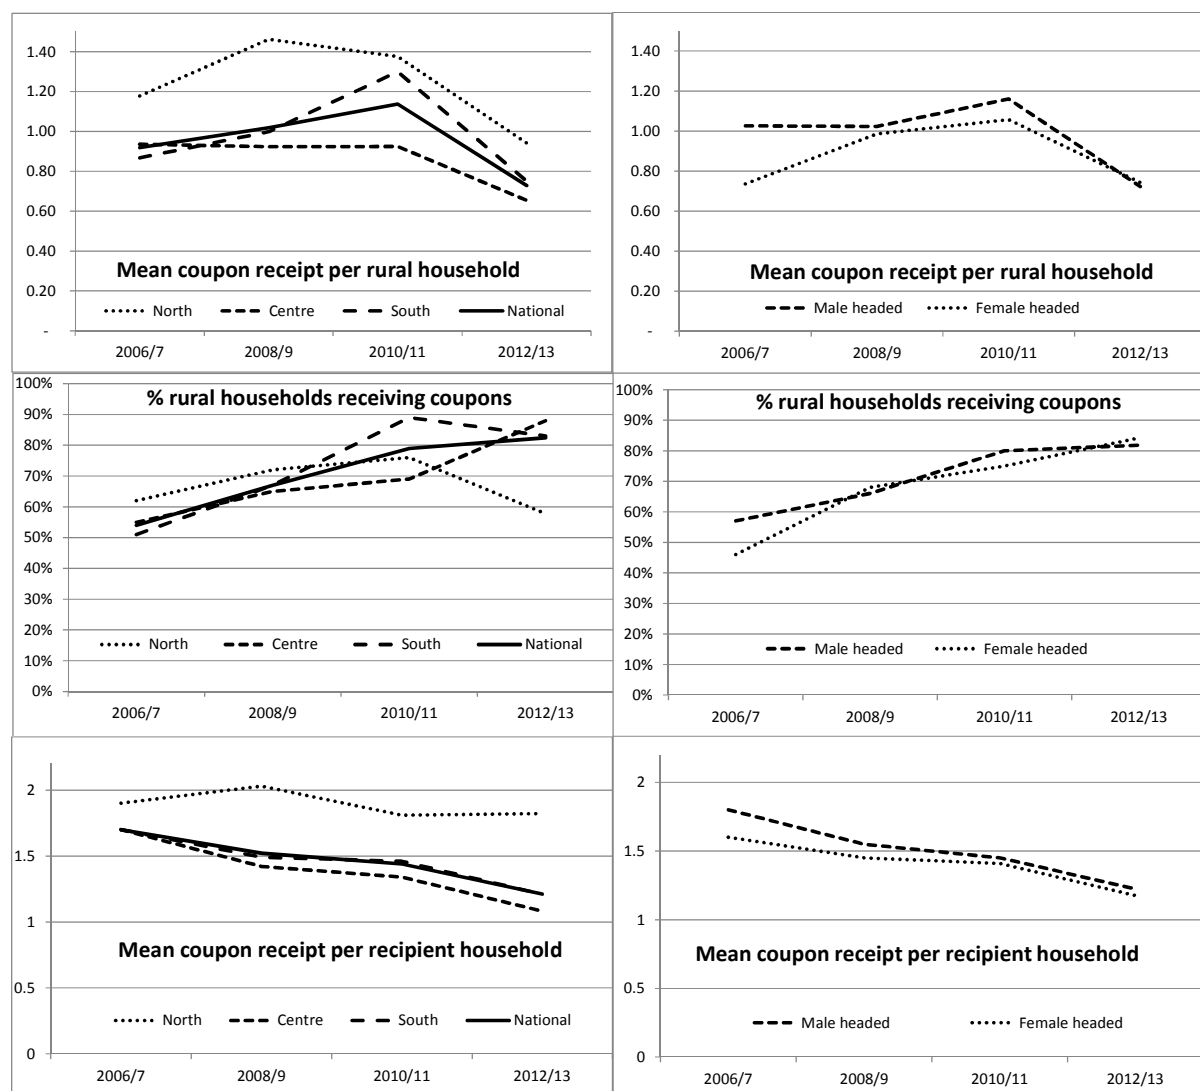 1.40
1.20
1.00
0.80
0.60
0.40
0.20
-
Mean coupon receipt per rural household
North Centre South National
2006/7 2008/9 2010/11 2012/13
1.40
1.20
1.00
0.80
0.60
0.40
0.20
-
Mean coupon receipt per rural household
Male headed Female headed
2006/7 2008/9 2010/11 2012/13
100%
90%
80%
70%
60%
50%
40%
30%
20%
10%
0%
% rural households receiving coupons
North Centre South National
2006/7 2008/9 2010/11 2012/13
100%
90%
80%
70%
60%
50%
40%
30%
20%
10%
0%
% rural households receiving coupons
Male headed Female headed
2006/7 2008/9 2010/11 2012/13
2
1.5
1
0.5
0
Mean coupon receipt per recipient household
North Centre South National
2006/7 2008/9 2010/11 2012/13
2
1.5
1
0.5
0
Mean coupon receipt per recipient household
Male headed Female headed
2006/7 2008/9 2010/11 2012/13